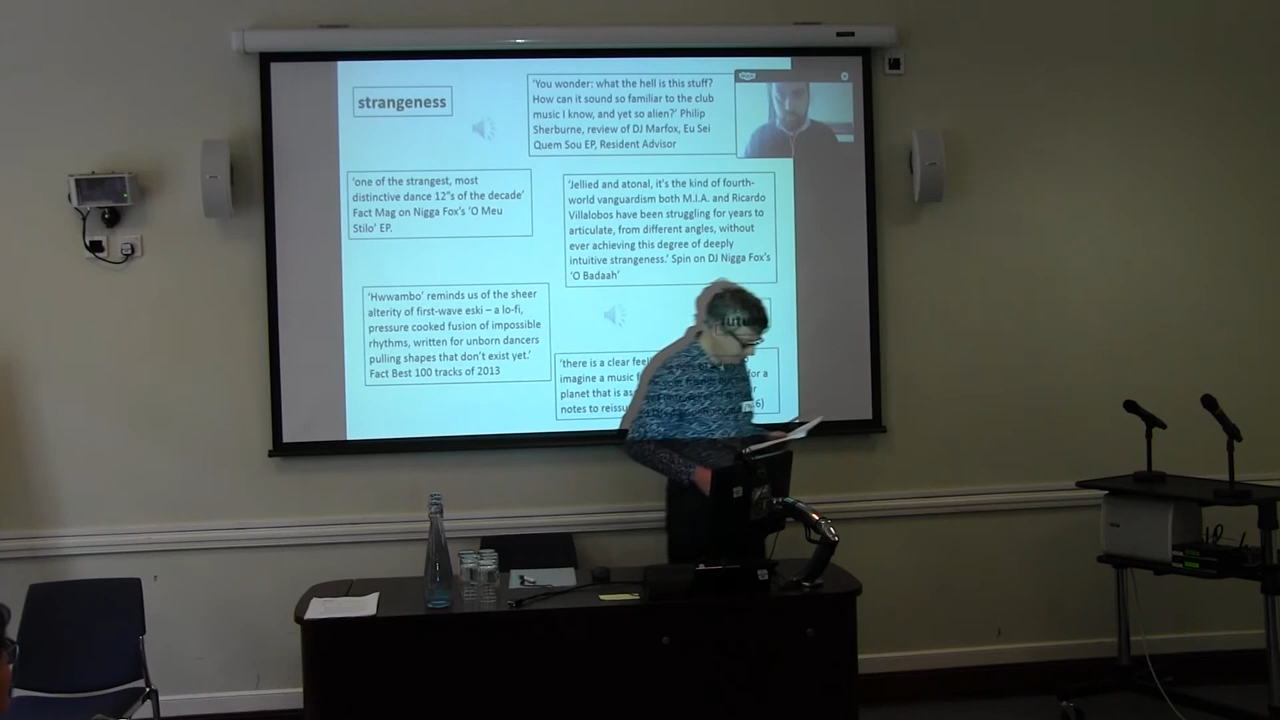 strangeness
‘You wonder: what the hell is this stuff?
How can it sound so familiar to the club
music I know, and yet so alien?’ Philip
Sherburne, review of DJ Marfox, Eu Sei
Quem Sou EP, Resident Advisor
‘one of the strangest, most
distinctive dance 12”s of the decade’
Fact Mag on Nigga Fox’s ‘O Meu
Stilo’ EP.
‘Jellied and atonal, it’s the kind of fourth-
world vanguardism both M.I.A. and Ricardo
Villalobos have been struggling for years to
articulate, from different angles, without
ever achieving this degree of deeply
intuitive strangeness.’ Spin on DJ Nigga Fox’s
‘O Badaah’
‘Hwwambo’ reminds us of the sheer
alterity of first-wave eski – a lo-fi,
pressure cooked fusion of impossible
rhythms, written for unborn dancers
pulling shapes that don’t exist yet.’
Fact Best 100 tracks of 2013
‘there is a clear
imagine a music for a
planet that is as
notes to 6)